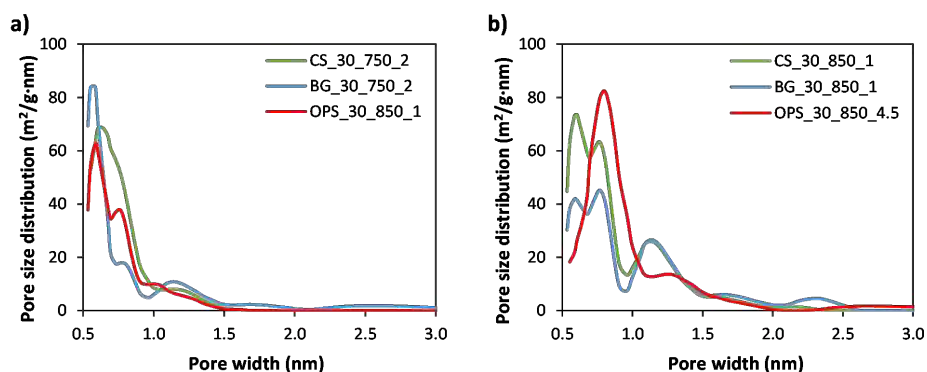 a)
Pore size distribution (m²/g·nm)
100
80
60
40
20
0
CS_30_750_2
BG_30_750_2
OPS_30_850_1
0.5 1.0 1.5 2.0 2.5 3.0
Pore width (nm)
b)
Pore size distribution (m²/g·nm)
100
80
60
40
20
0
CS_30_850_1
BG_30_850_1
OPS_30_850_4.5
0.5 1.0 1.5 2.0 2.5 3.0
Pore width (nm)